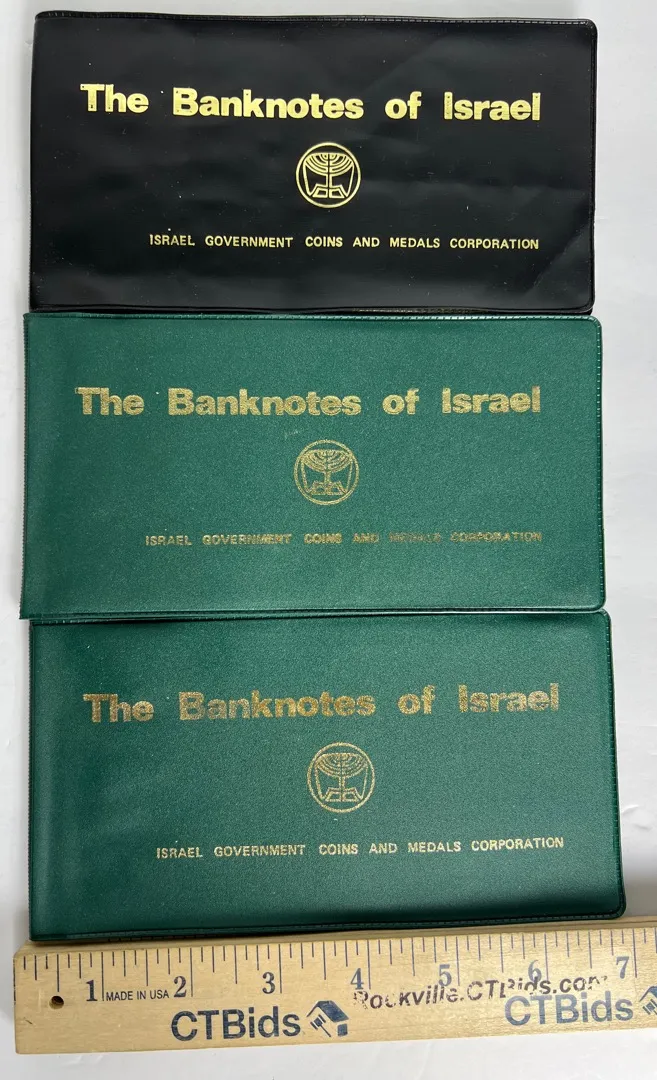 The Banknotes of Israel
ISRAEL GOVERNMENT COINS AND MEDALS CORPORATION
The Banknotes of Israel
ISRAEL GOVERNMENT COINS AND MEDALS CORPORATION
The Banknotes of Israel
ISRAEL GOVERNMENT COINS AND MEDALS CORPORATION
1 MADE IN USA 2 3 4 5 6 7
Rockville.CTBids.com
CTBids CTBids